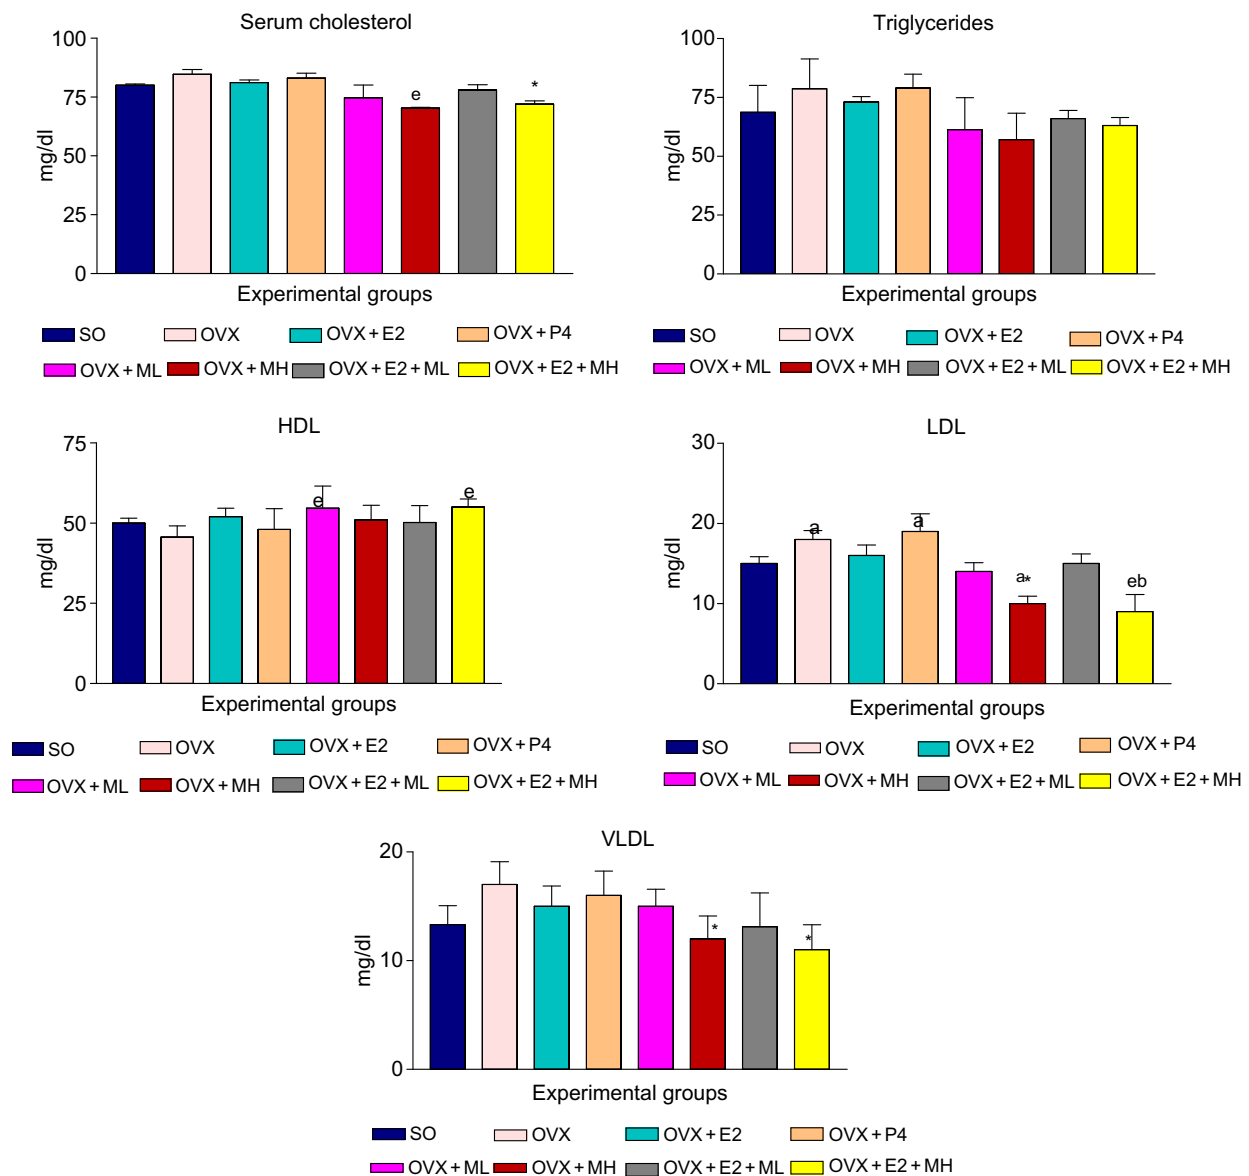 Serum cholesterol
100
75
50
25
0
mg/dl
e
*
Experimental groups
SO OVX OVX+E2 OVX+P4
OVX+ML OVX+MH OVX+E2+ML OVX+E2+MH
Triglycerides
100
75
50
25
0
mg/dl
Experimental groups
SO OVX OVX+E2 OVX+P4
OVX+ML OVX+MH OVX+E2+ML OVX+E2+MH
HDL
75
50
25
0
mg/dl
e
e
Experimental groups
SO OVX OVX+E2 OVX+P4
OVX+ML OVX+MH OVX+E2+ML OVX+E2+MH
LDL
30
20
10
0
mg/dl
a
a
a*
eb
Experimental groups
SO OVX OVX+E2 OVX+P4
OVX+ML OVX+MH OVX+E2+ML OVX+E2+MH
VLDL
20
10
0
mg/dl
*
*
Experimental groups
SO OVX OVX+E2 OVX+P4
OVX+ML OVX+MH OVX+E2+ML OVX+E2+MH